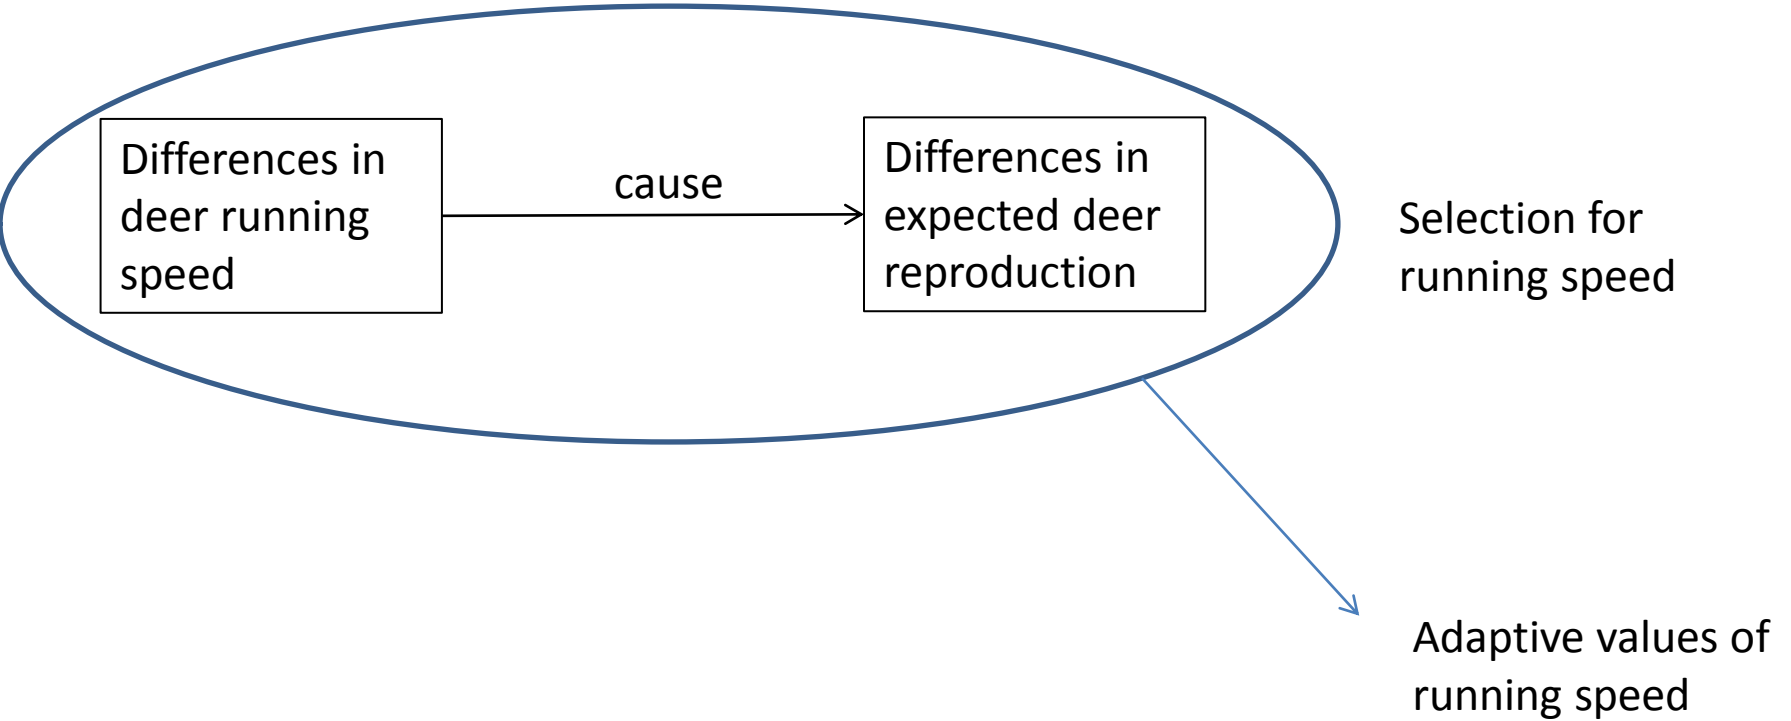 Differences in
deer running
speed
cause
Differences in
expected deer
reproduction
Selection for
running speed
Adaptive values of
running speed